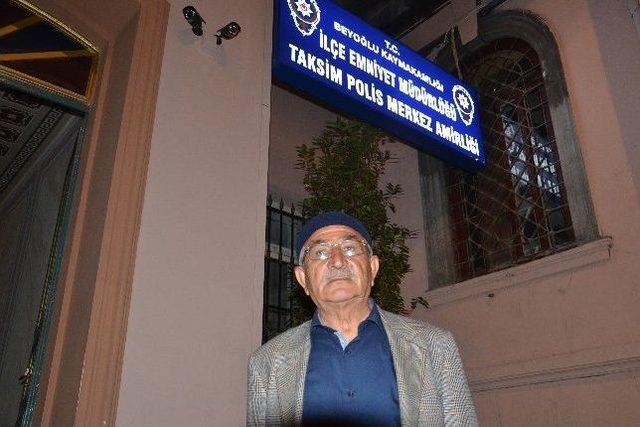 T.C.
BEYOĞLU KAYMAKAMLIĞI
İLÇE EMNİYET MÜDÜRLÜĞÜ
TAKSİM POLİS MERKEZ AMİRLİĞİ